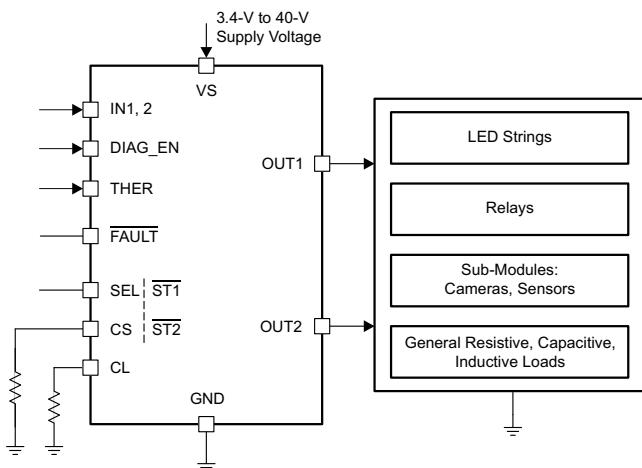 3.4-V to 40-V
Supply Voltage
VS
IN1, 2
DIAG_EN
THER
FAULT
SEL ST1
CS ST2
CL
GND
OUT1
OUT2
LED Strings
Relays
Sub-Modules:
Cameras, Sensors
General Resistive, Capacitive,
Inductive Loads